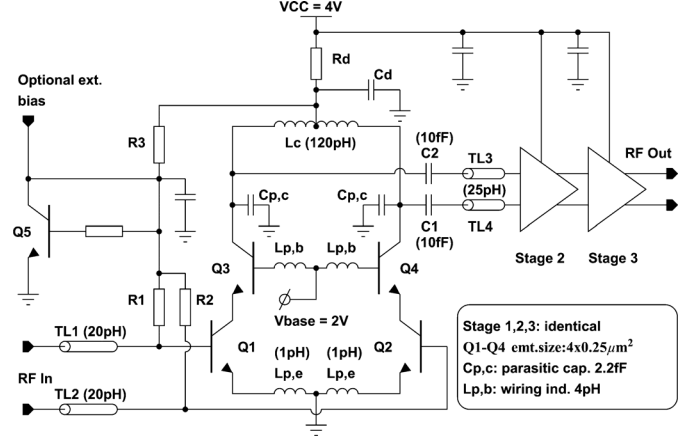 VCC = 4V
Rd
Cd
Optional ext.
bias
R3
Lc (120pH)
(10fF)
C2
TL3
RF Out
(25pH)
Cp,c
Cp,c
C1
(10fF)
TL4
Q5
Stage 2
Stage 3
Lp,b
Lp,b
Q3
Q4
R1
R2
Vbase = 2V
TL1 (20pH)
Q1
(1pH)
(1pH)
Q2
Lp,e
Lp,e
RF In
TL2 (20pH)
Stage 1,2,3: identical
Q1-Q4 emt.size:4x0.25μm²
Cp,c: parasitic cap. 2.2fF
Lp,b: wiring ind. 4pH